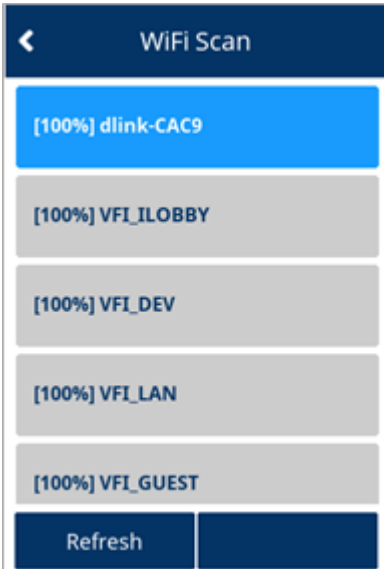 WiFi Scan
[100%] dlink-CAC9
[100%] VFI_ILOBBY
[100%] VFI_DEV
[100%] VFI_LAN
[100%] VFI_GUEST
Refresh